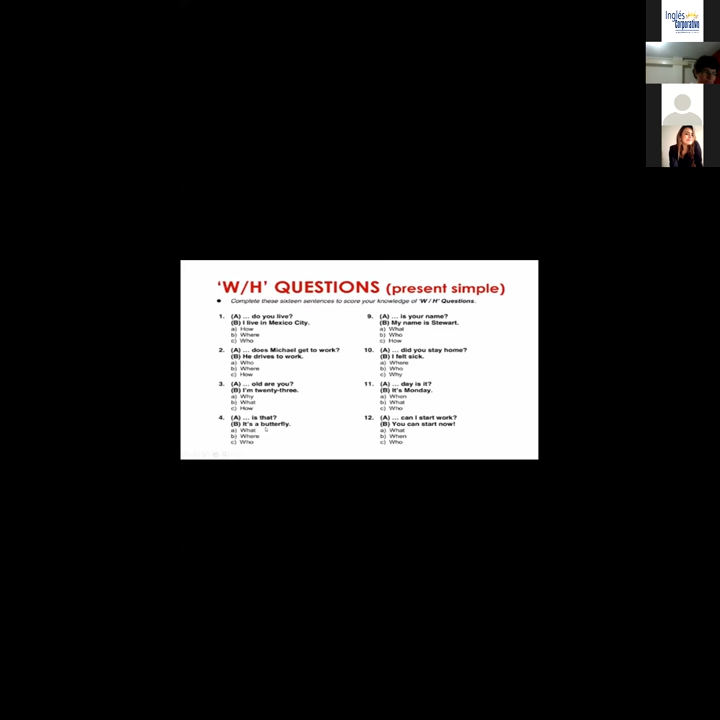 Inglés
Corporativo
'W/H' QUESTIONS (present simple)
● Complete these sixteen sentences to score your knowledge of 'W / H' Questions.
1. (A) ... do you live?
(B) I live in Mexico City.
a) How
b) Where
c) Who
2. (A) ... does Michael get to work?
(B) He drives to work.
a) Who
b) Where
c) How
3. (A) ... old are you?
(B) I'm twenty-three.
a) Why
b) What
c) How
4. (A) ... is that?
(B) It's a butterfly.
a) What
b) Where
c) Who
9. (A) ... is your name?
(B) My name is Stewart.
a) What
b) Who
c) How
10. (A) ... did you stay home?
(B) I felt sick.
a) Where
b) Who
c) Why
11. (A) ... day is it?
(B) It's Monday.
a) When
b) What
c) Who
12. (A) ... can I start work?
(B) You can start now!
a) What
b) When
c) Who